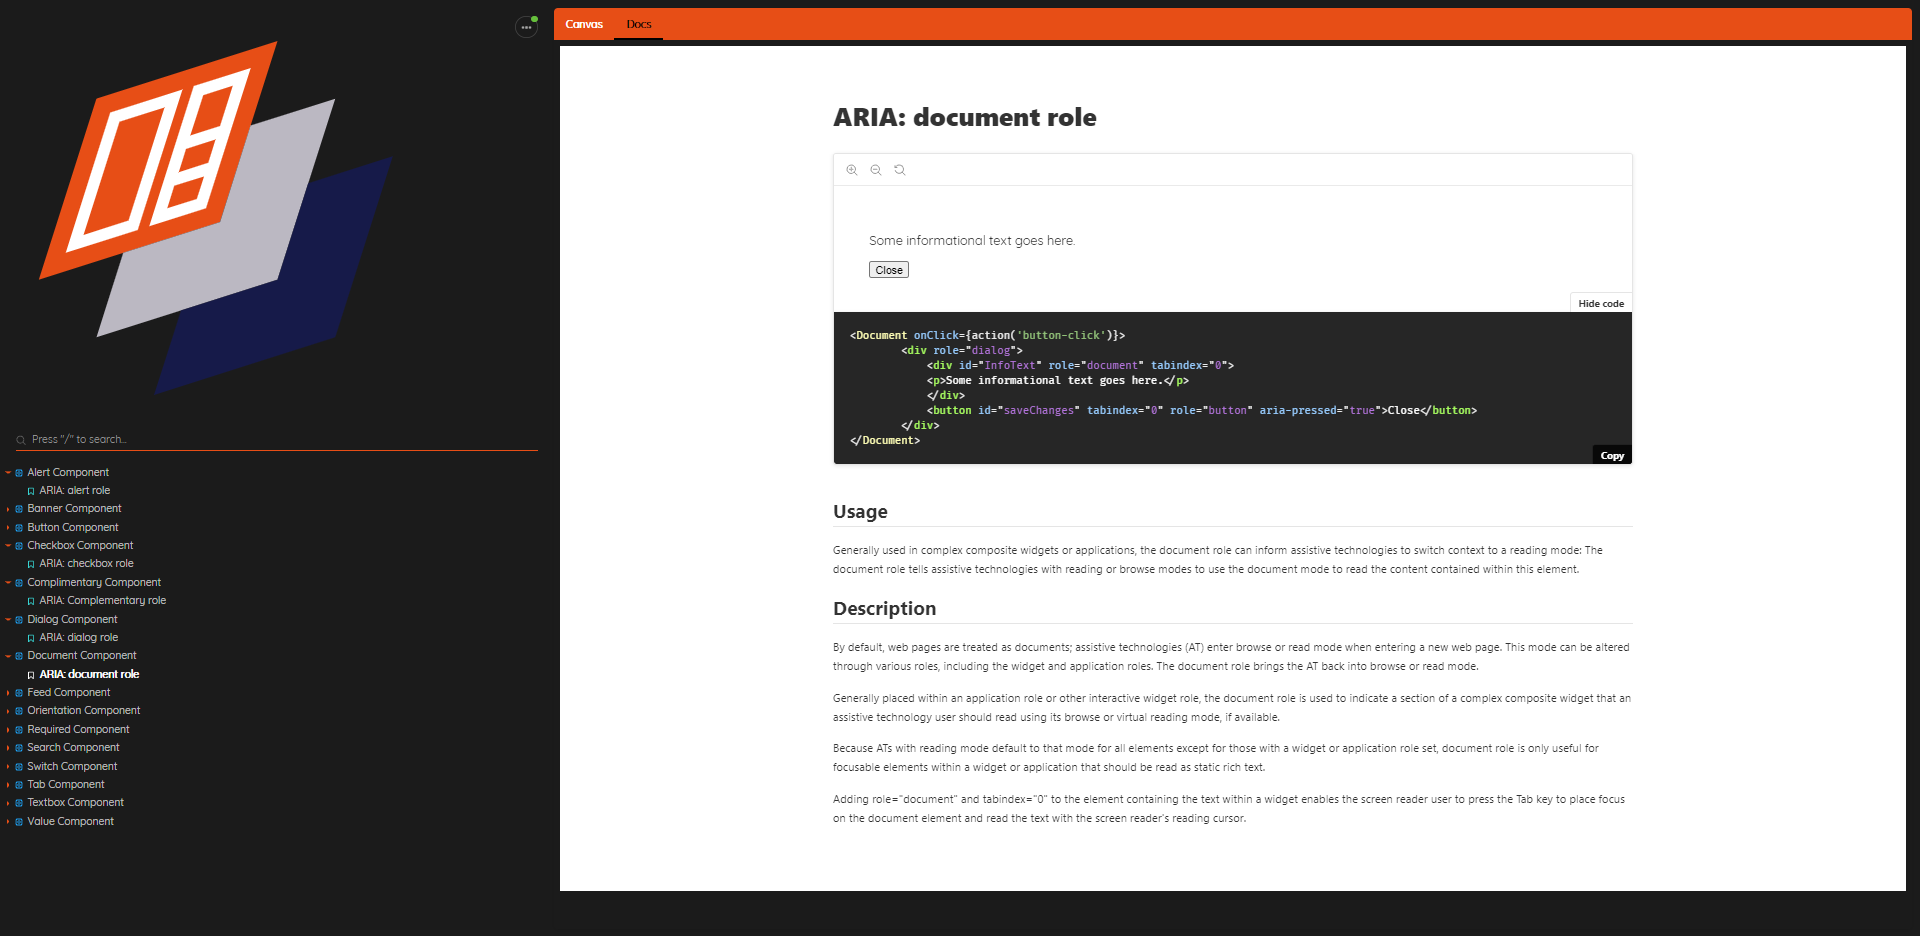 Canvas
Docs
Press "/" to search...
Alert Component
ARIA: alert role
Banner Component
Button Component
Checkbox Component
ARIA: checkbox role
Complimentary Component
ARIA: Complementary role
Dialog Component
ARIA: dialog role
Document Component
ARIA: document role
Feed Component
Orientation Component
Required Component
Search Component
Switch Component
Tab Component
Textbox Component
Value Component
ARIA: document role
Some informational text goes here.
Close
Hide code
<Document onClick={action('button-click')}>
<div role="dialog">
<div id="InfoText" role="document" tabindex="0">
<p>Some informational text goes here.</p>
</div>
<button id="saveChanges" tabindex="0" role="button" aria-pressed="true">Close</button>
</div>
</Document>
Copy
Usage
Generally used in complex composite widgets or applications, the document role can inform assistive technologies to switch context to a reading mode: The
document role tells assistive technologies with reading or browse modes to use the document mode to read the content contained within this element.
Description
By default, web pages are treated as documents; assistive technologies (AT) enter browse or read mode when entering a new web page. This mode can be altered
through various roles, including the widget and application roles. The document role brings the AT back into browse or read mode.
Generally placed within an application role or other interactive widget role, the document role is used to indicate a section of a complex composite widget that an
assistive technology user should read using its browse or virtual reading mode, if available.
Because ATs with reading mode default to that mode for all elements except for those with a widget or application role set, document role is only useful for
focusable elements within a widget or application that should be read as static rich text.
Adding role="document" and tabindex="0" to the element containing the text within a widget enables the screen reader user to press the Tab key to place focus
on the document element and read the text with the screen reader's reading cursor.